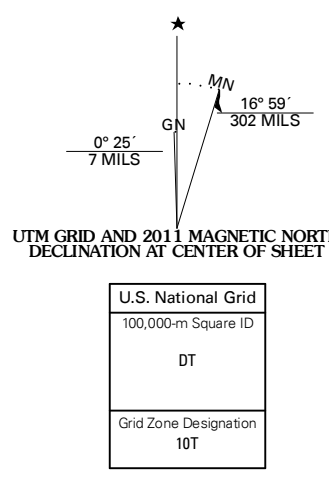 MN
GN
16° 59´
302 MILS
0° 25´
7 MILS
UTM GRID AND 2011 MAGNETIC NORT
DECLINATION AT CENTER OF SHEET
U.S. National Grid
100,000-m Square ID
DT
Grid Zone Designation
10T